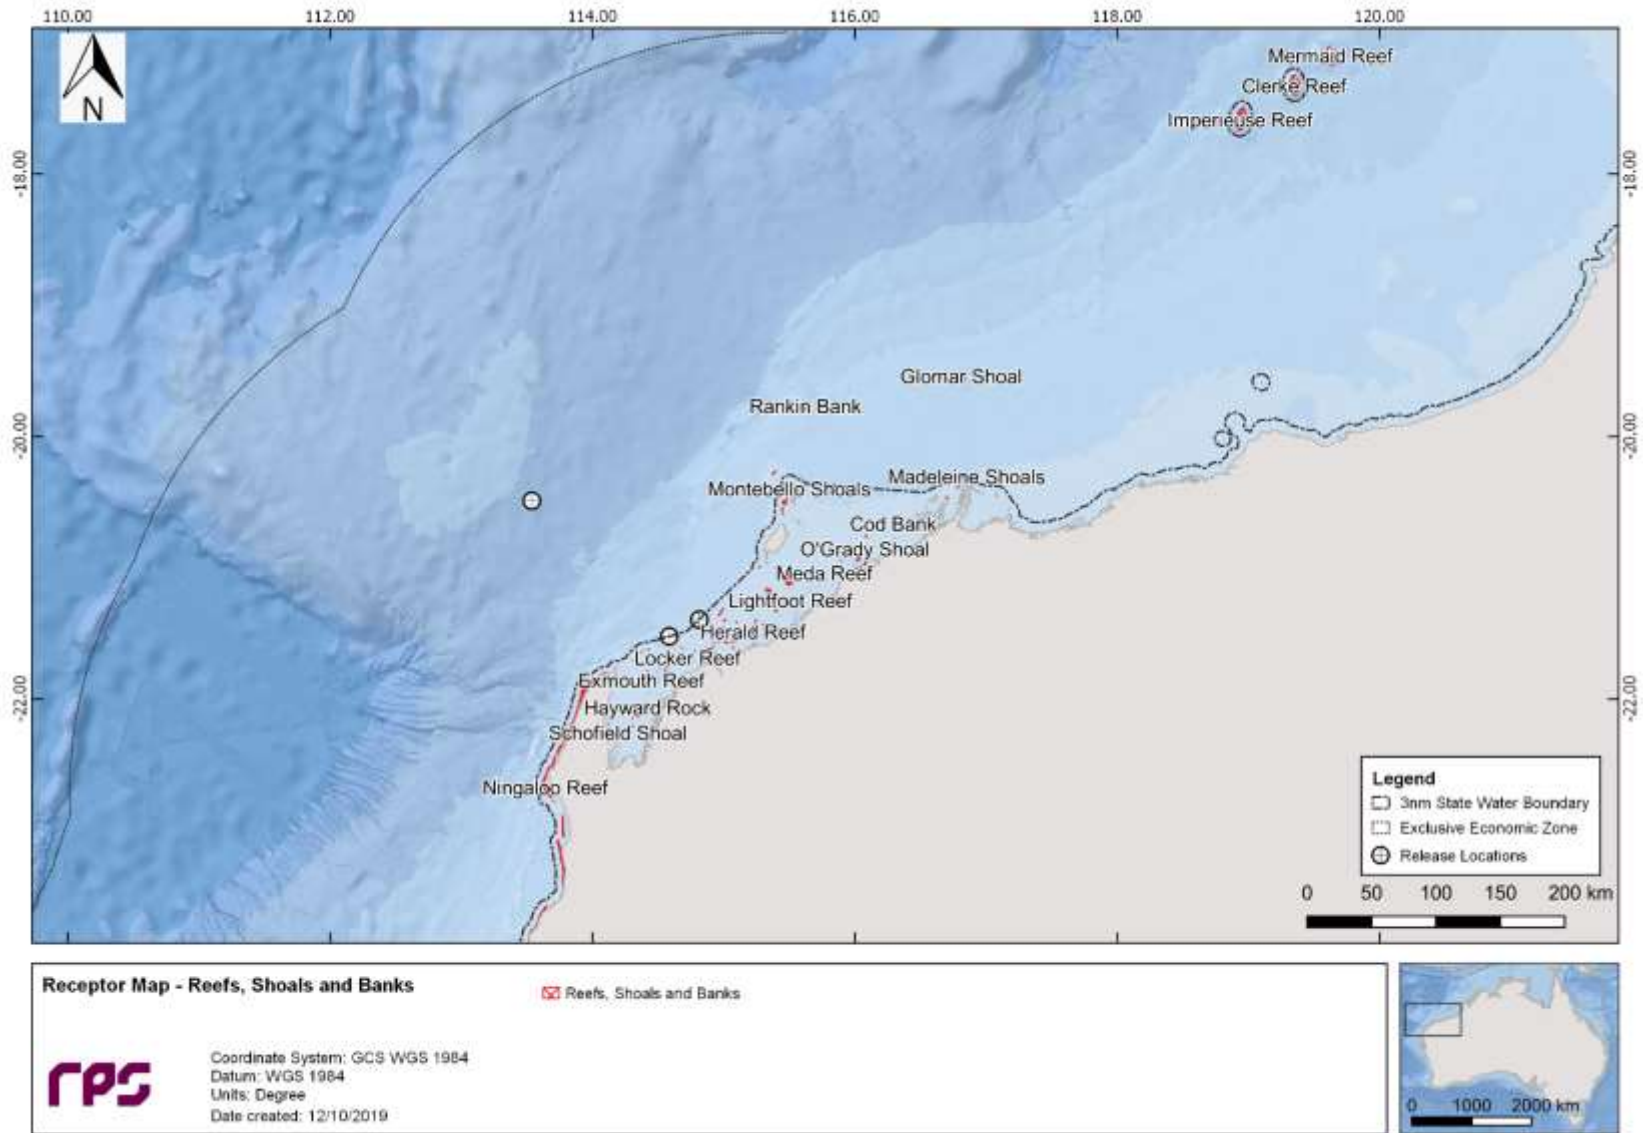 110.00 112.00 114.00 116.00 118.00 120.00
N
Mermaid Reef
Clerke Reef
Imperieuse Reef
-18.00 -18.00
Glomar Shoal
Rankin Bank
-20.00 -20.00
Madeleine Shoals
Montebello Shoals
Cod Bank
O'Grady Shoal
Meda Reef
Lightfoot Reef
Herald Reef
Locker Reef
Exmouth Reef
-22.00 -22.00
Hayward Rock
Schofield Shoal
Ningaloo Reef
Legend
3nm State Water Boundary
Exclusive Economic Zone
Release Locations
0 50 100 150 200 km
Receptor Map - Reefs, Shoals and Banks
Reefs, Shoals and Banks
rps
Coordinate System: GCS WGS 1984
Datum: WGS 1984
Units: Degree
Date created: 12/10/2019
0 1000 2000 km